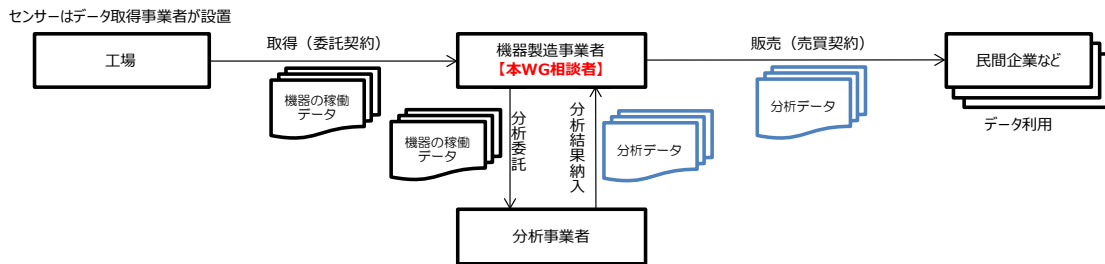 センサーはデータ取得事業者が設置
工場
取得（委託契約）
機器の稼働
データ
機器製造事業者
【本WG相談者】
販売（売買契約）
民間企業など
データ利用
機器の稼働
データ
分析委託
分析結果納入
分析データ
分析データ
分析事業者